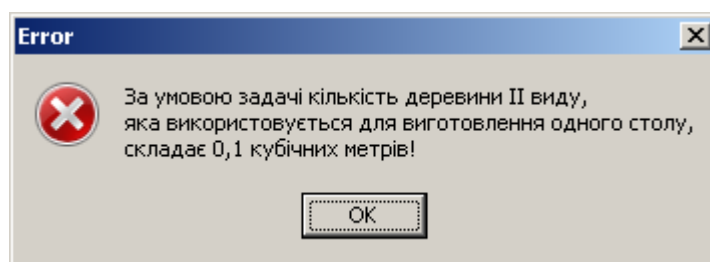 Error
За умовою задачі кількість деревини II виду,
яка використовується для виготовлення одного столу,
складає 0,1 кубічних метрів!
OK